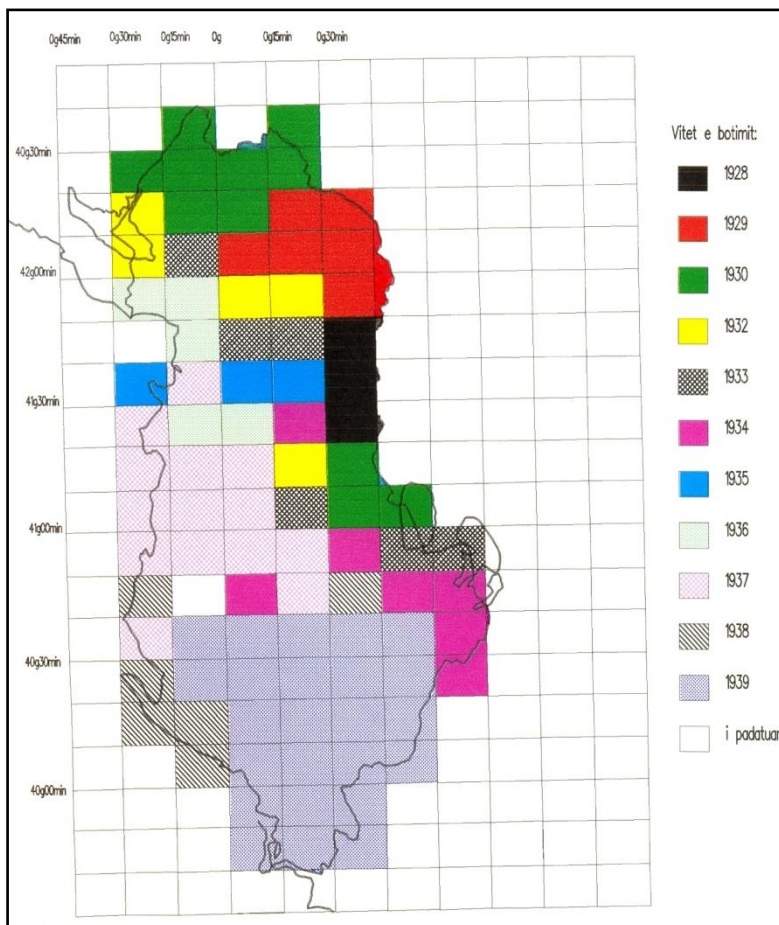 0g45min 0g30min 0g15min 0g 0g15min 0g30min
40g30min
42g00min
41g30min
41g00min
40g30min
40g00min
Vitet e botimit:
1928
1929
1930
1932
1933
1934
1935
1936
1937
1938
1939
i padatuar